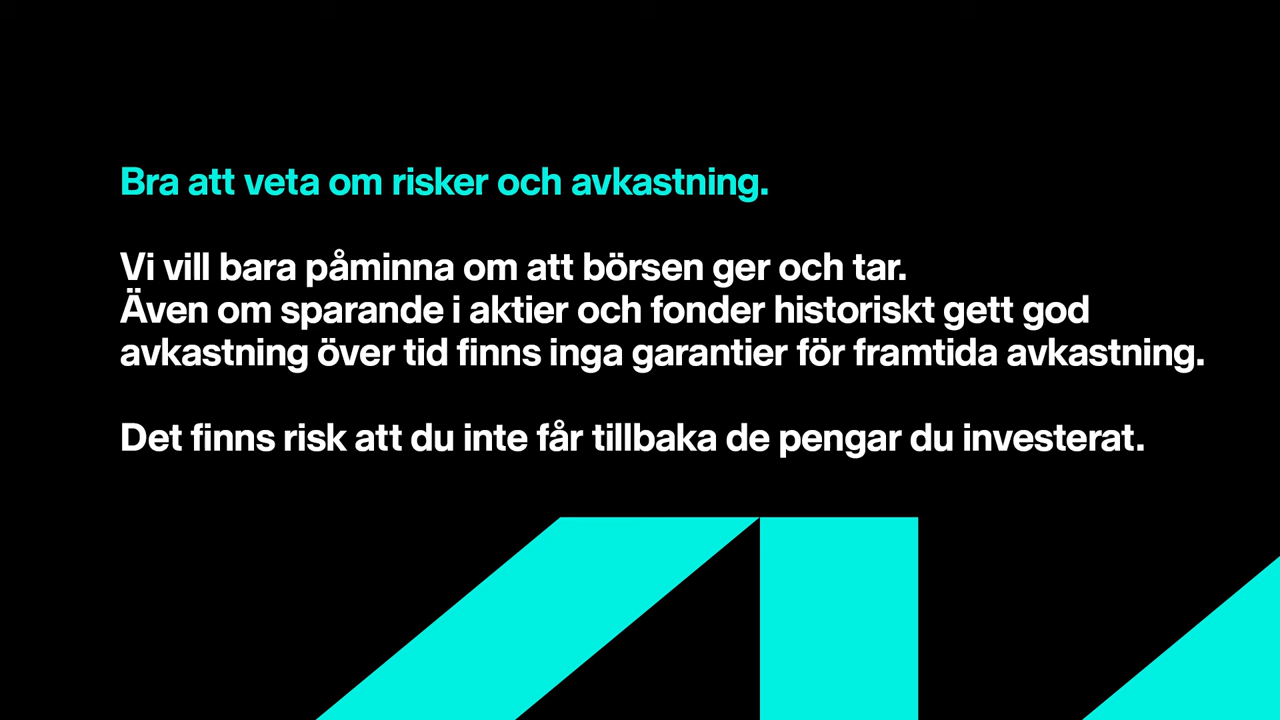 Bra att veta om risker och avkastning.
Vi vill bara påminna om att börsen ger och tar.
Även om sparande i aktier och fonder historiskt gett god
avkastning över tid finns inga garantier för framtida avkastning.
Det finns risk att du inte får tillbaka de pengar du investerat.